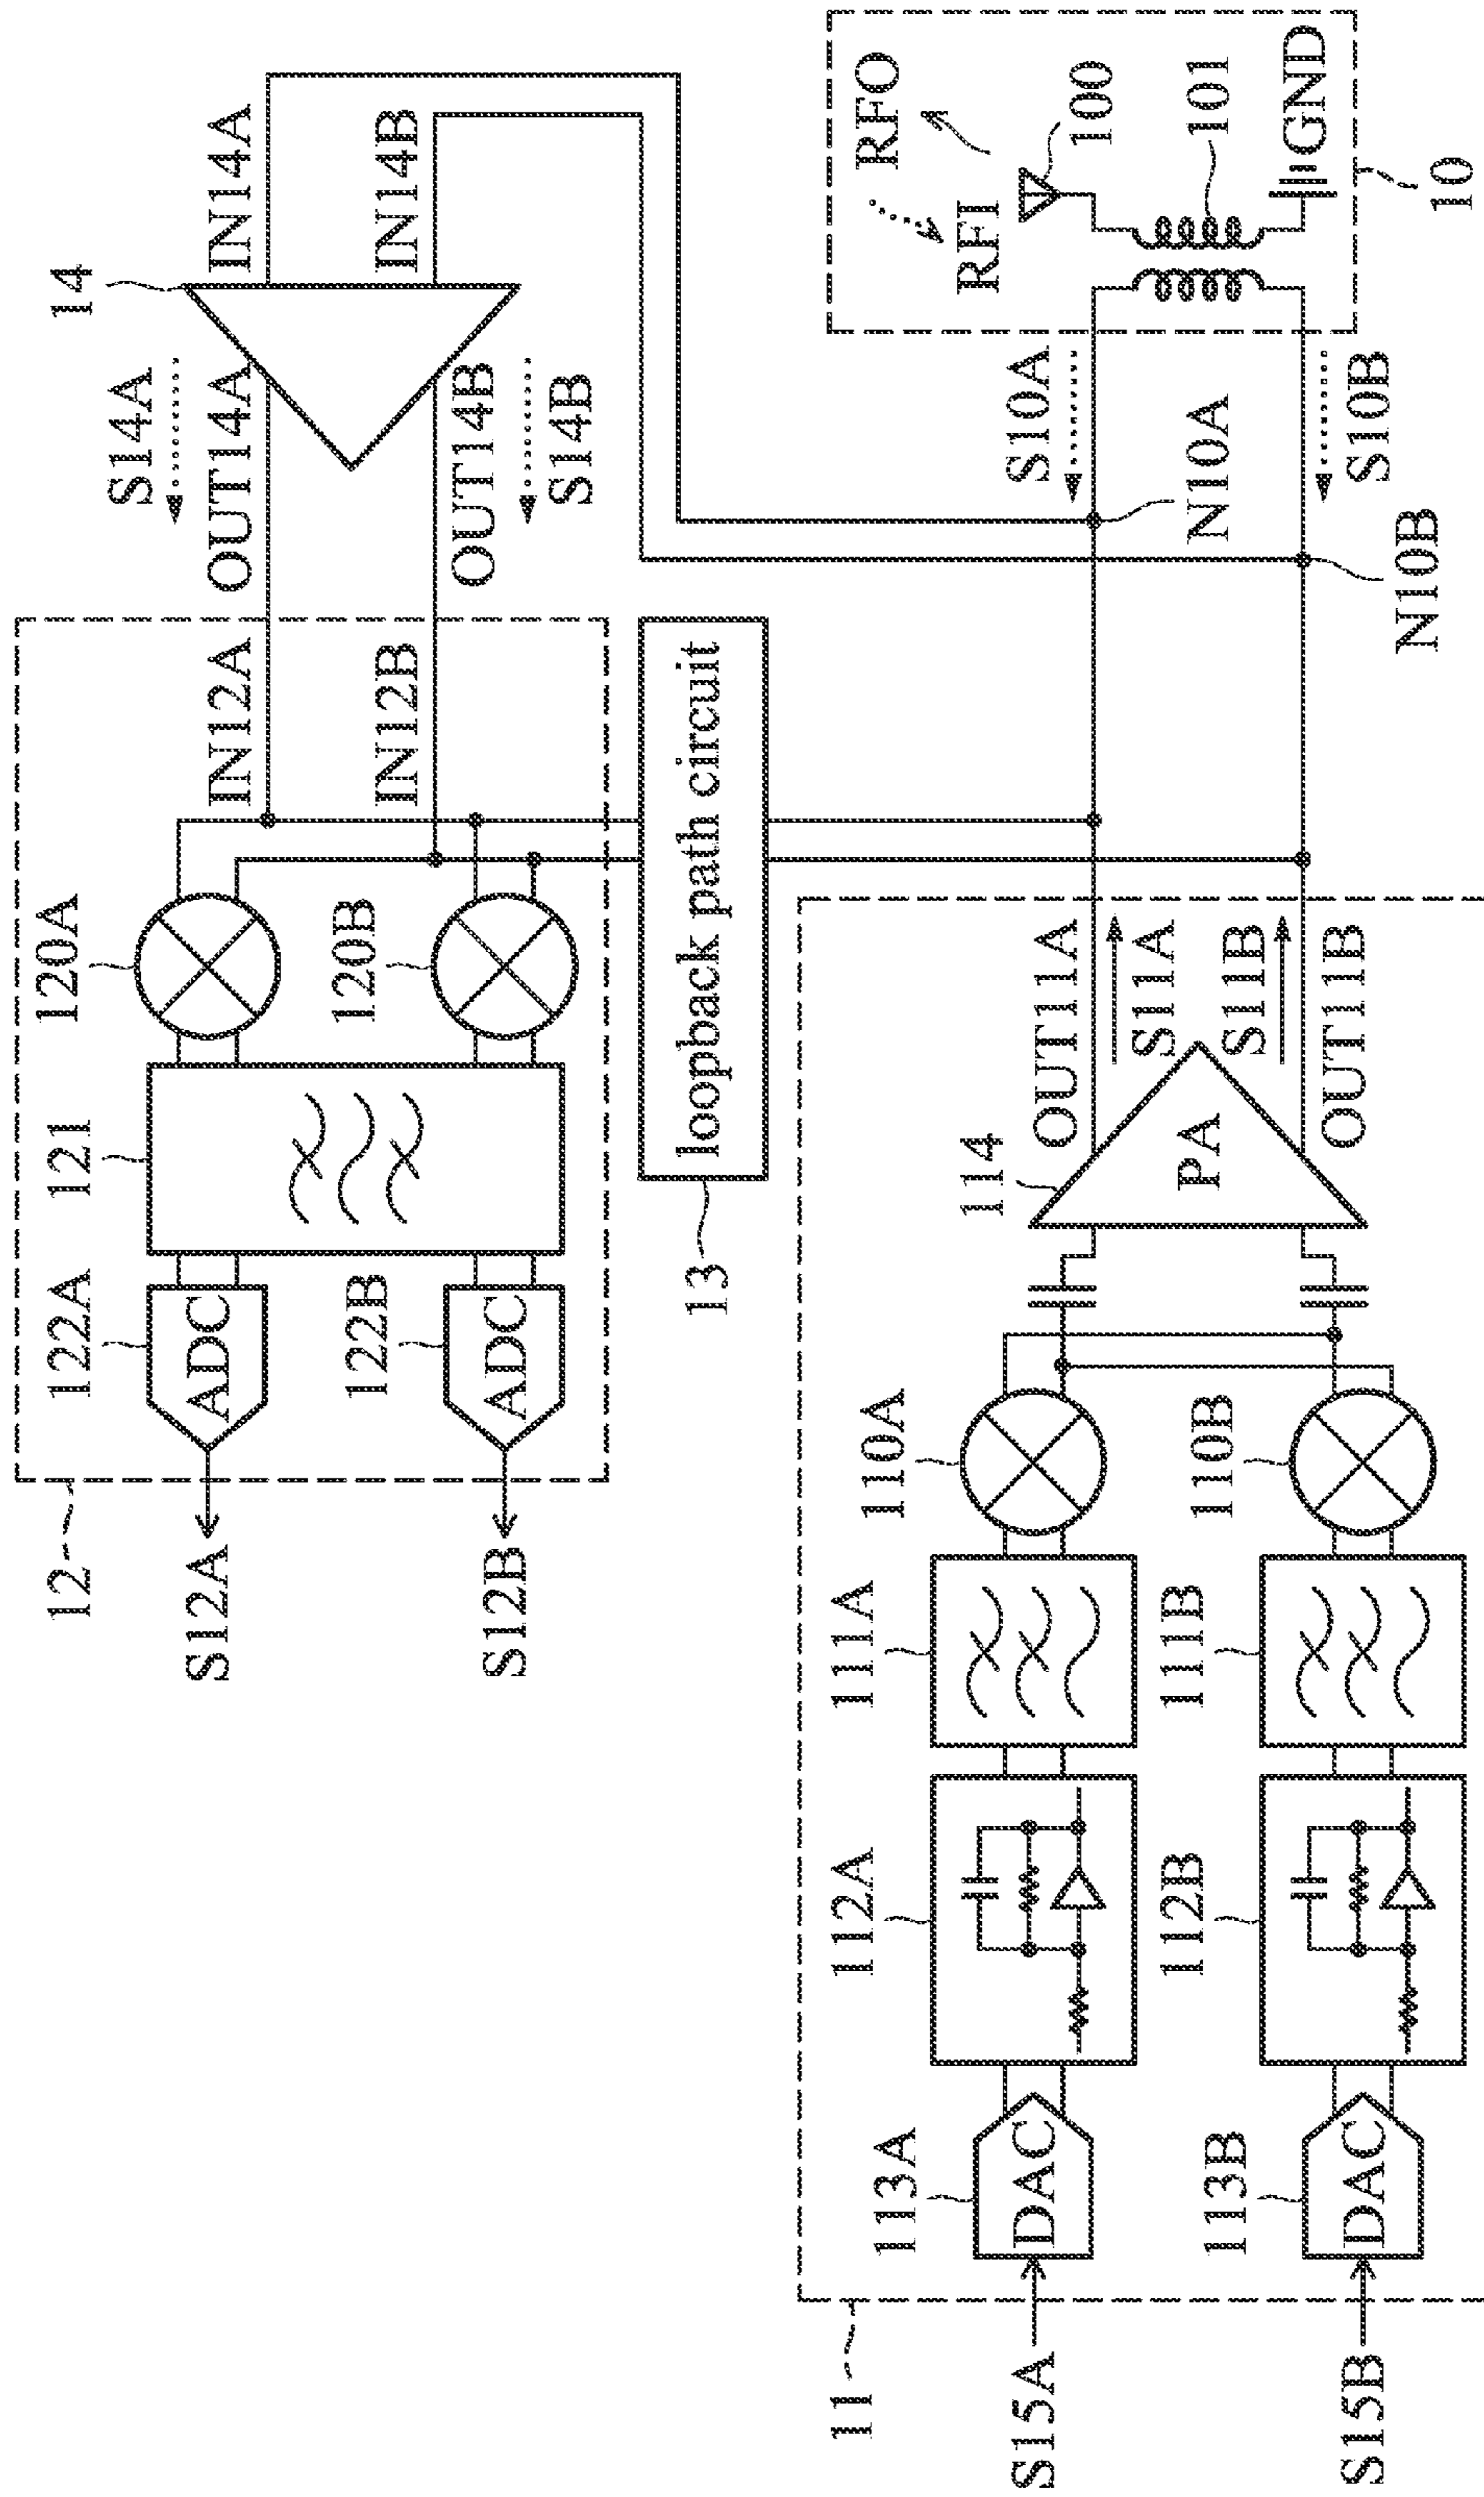 12
S12A
S12B
122A
ADC
122B
ADC
121
120A
120B
IN12A
IN12B
S14A
OUT14A
OUT14B
S14B
14
IN14A
IN14B
13
loopback path circuit
11
S15A
S15B
113A
DAC
113B
DAC
112A
112B
111A
111B
110A
110B
114
PA
OUT11A
S11A
S11B
OUT11B
S10A
N10A
S10B
N10B
RFO
RFI
100
101
GND
10